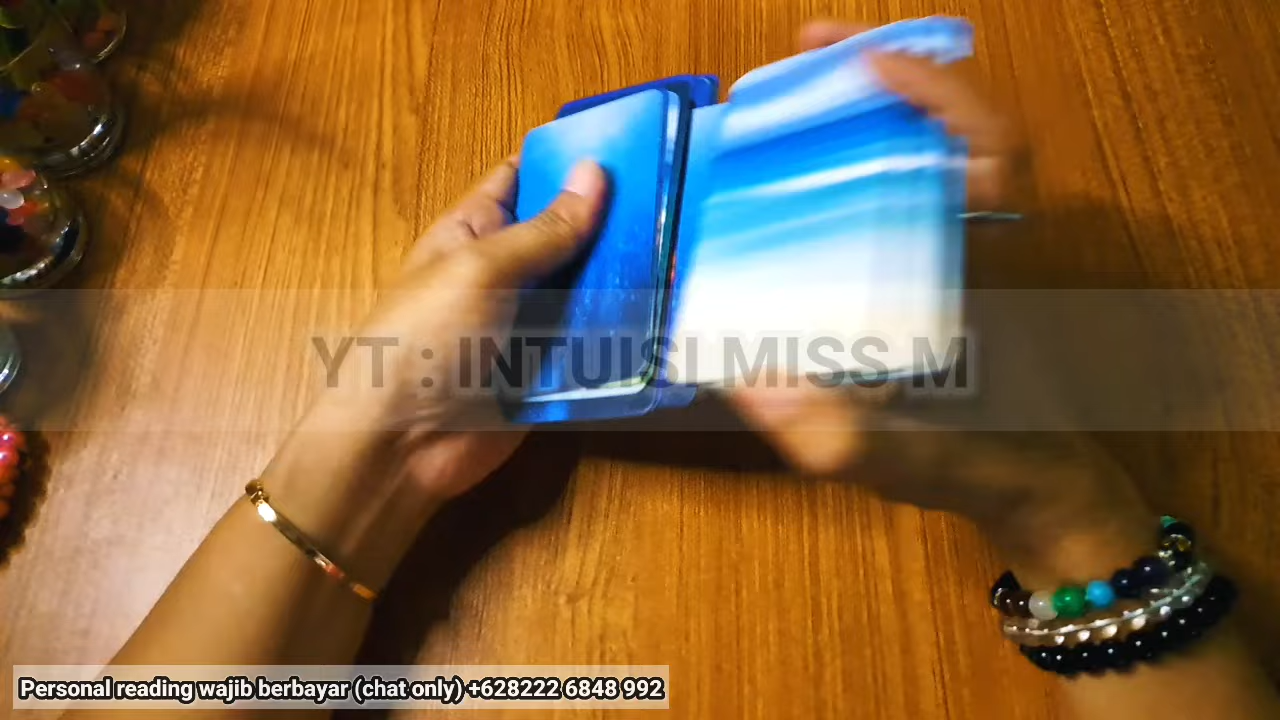 YT : INTUISI MISS M
Personal reading wajib berbayar (chat only) +628222 6848 992